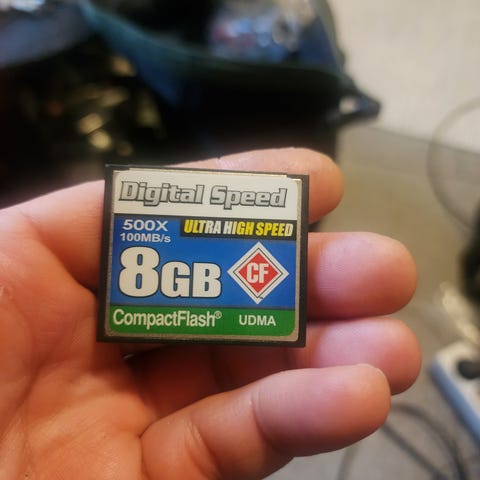 Digital Speed
500X ULTRA HIGH SPEED
100MB/s
8GB CF
CompactFlash® UDMA